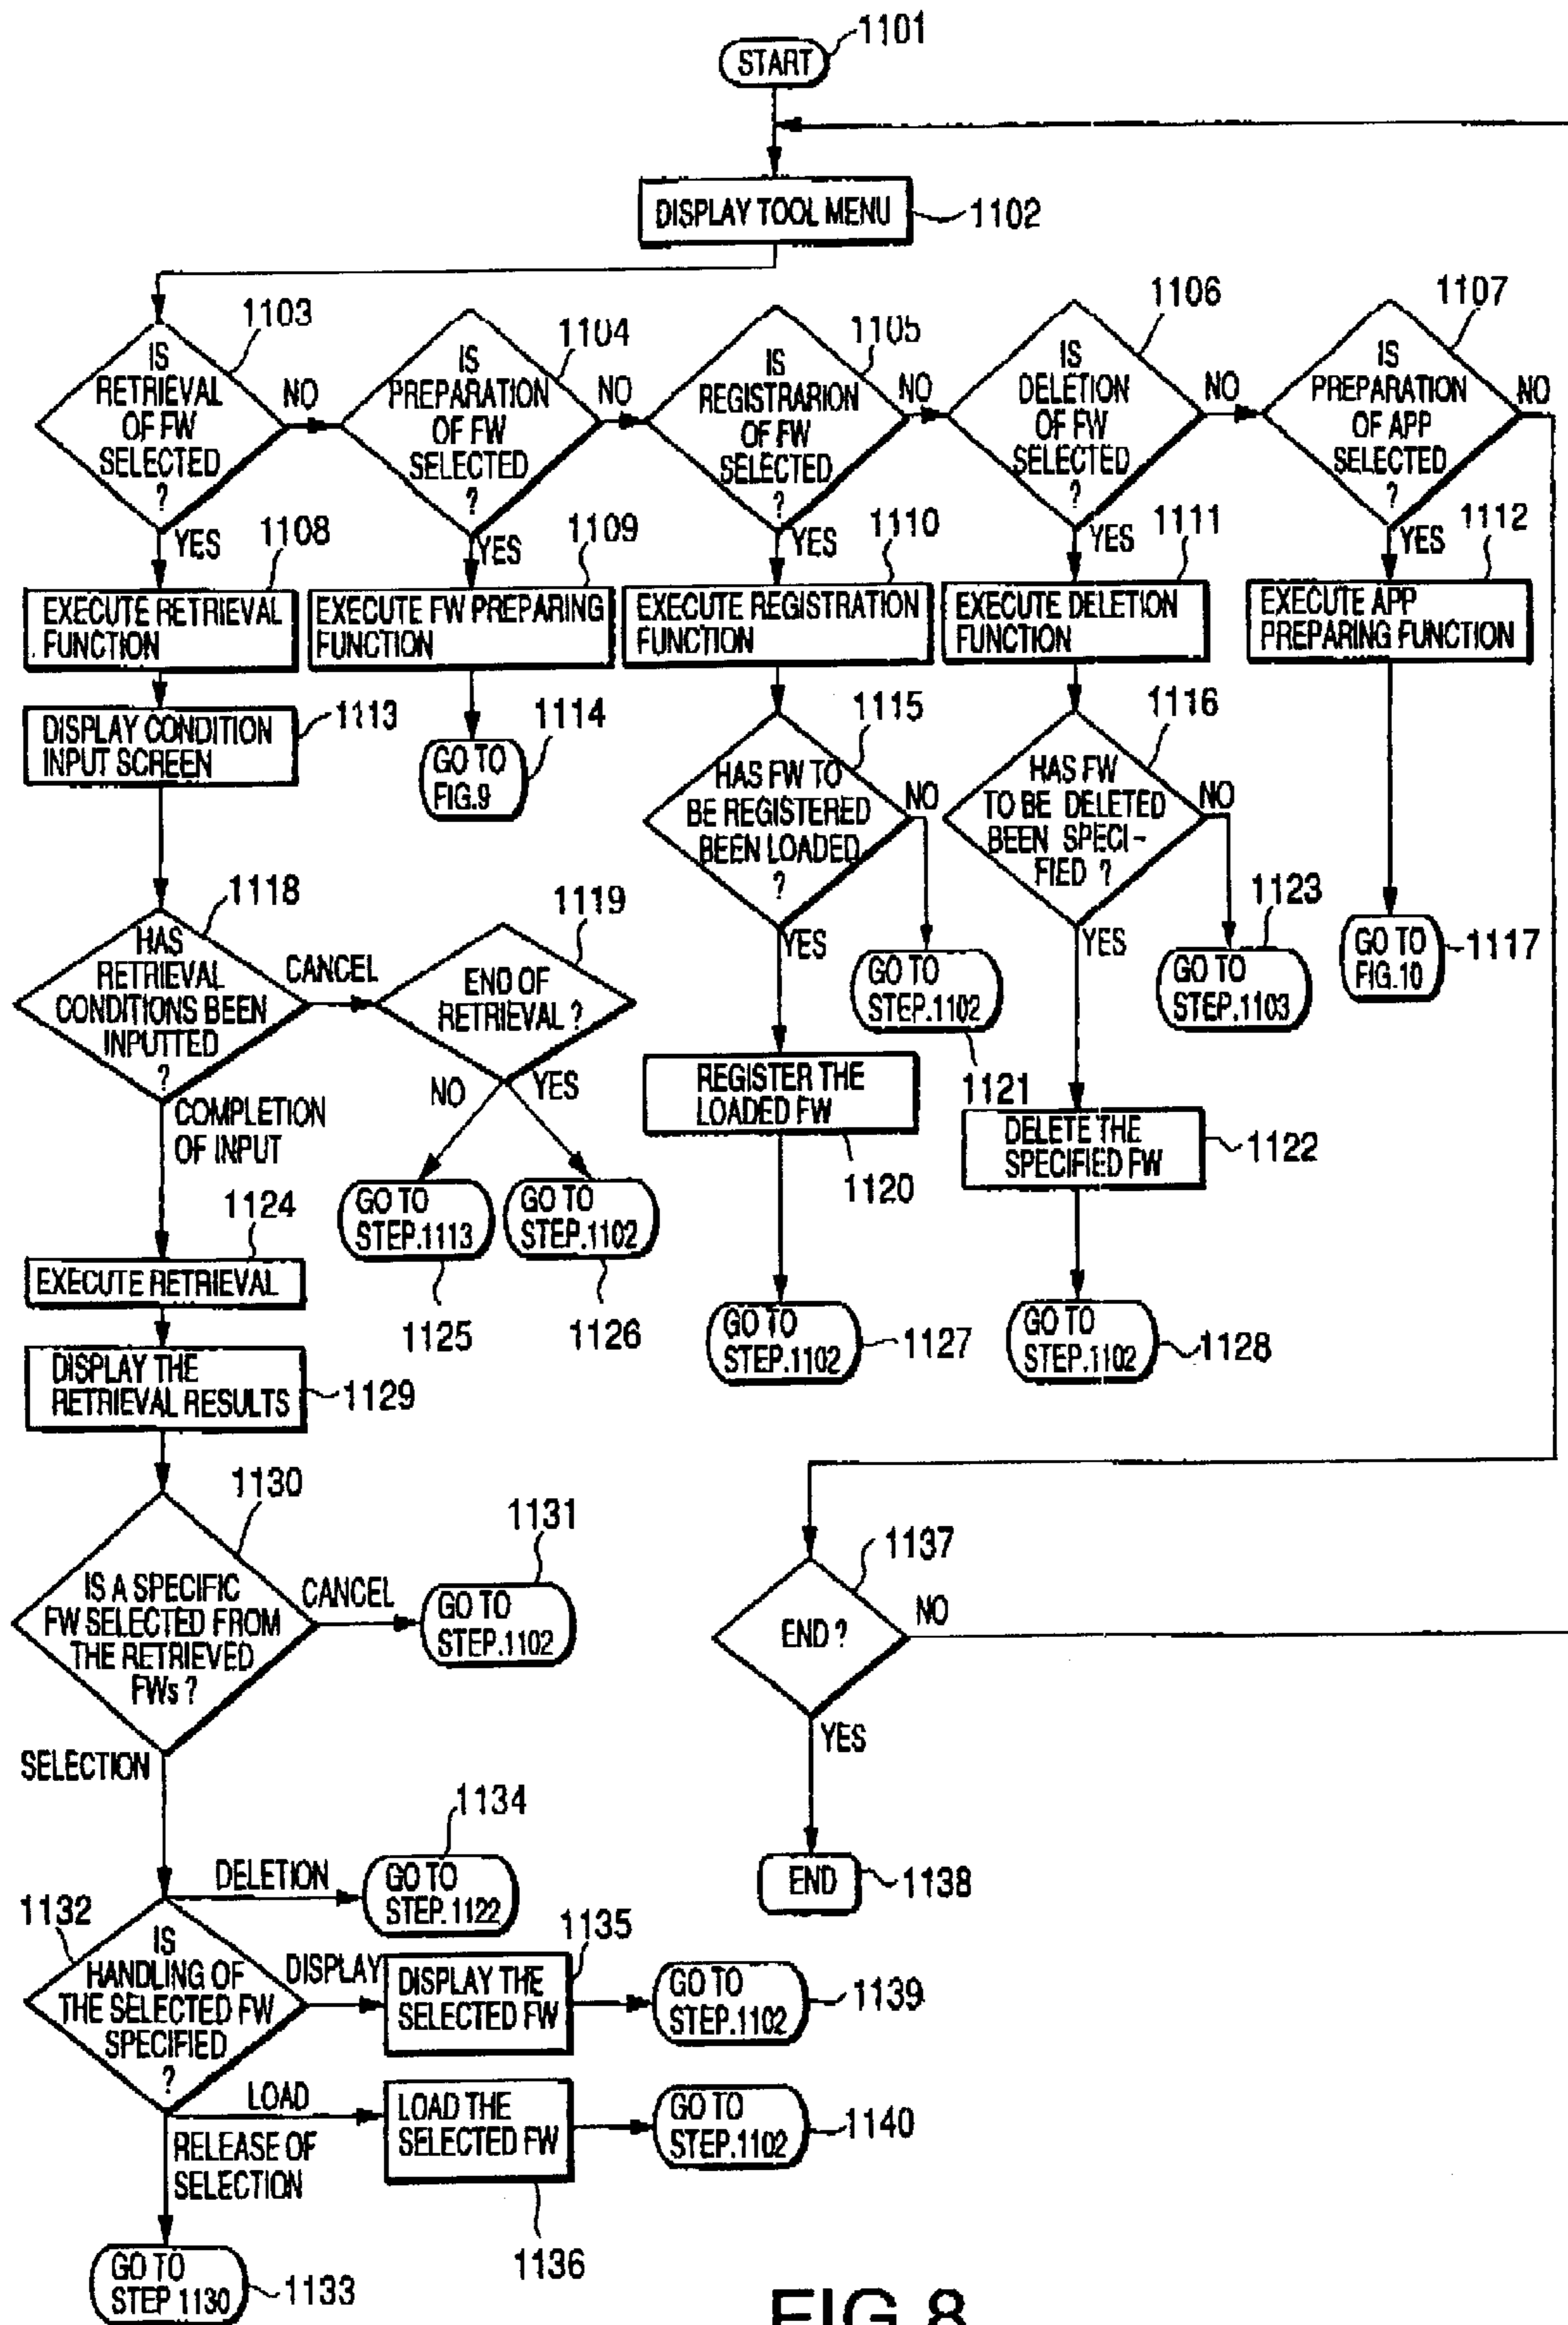 1101
START
DISPLAY TOOL MENU
1102
1103
IS
RETRIEVAL
OF FW
SELECTED
?
NO
YES
1104
IS
PREPARATION
OF FW
SELECTED
?
NO
YES
1105
IS
REGISTRARION
OF FW
SELECTED
?
NO
YES
1106
IS
DELETION
OF FW
SELECTED
?
NO
YES
1107
IS
PREPARATION
OF APP
SELECTED
?
NO
YES
1108
EXECUTE RETRIEVAL
FUNCTION
1109
EXECUTE FW PREPARING
FUNCTION
1110
EXECUTE REGISTRATION
FUNCTION
1111
EXECUTE DELETION
FUNCTION
1112
EXECUTE APP
PREPARING FUNCTION
DISPLAY CONDITION
INPUT SCREEN
1113
1114
GO TO
FIG.9
1115
HAS FW TO
BE REGISTERED
BEEN LOADED
?
NO
YES
1116
HAS FW
TO BE DELETED
BEEN SPECI-
FIED ?
NO
YES
GO TO
FIG.10
1117
1118
HAS
RETRIEVAL
CONDITIONS BEEN
INPUTTED
?
CANCEL
COMPLETION
OF INPUT
1119
END OF
RETRIEVAL ?
NO
YES
GO TO
STEP.1102
1121
1123
GO TO
STEP.1103
REGISTER THE
LOADED FW
1120
DELETE THE
SPECIFIED FW
1122
GO TO
STEP.1113
1125
GO TO
STEP.1102
1126
1124
EXECUTE RETRIEVAL
GO TO
STEP.1102
1127
GO TO
STEP.1102
1128
DISPLAY THE
RETRIEVAL RESULTS
1129
1130
IS A SPECIFIC
FW SELECTED FROM
THE RETRIEVED
FWs ?
CANCEL
1131
GO TO
STEP.1102
SELECTION
1137
END ?
NO
YES
END
1138
1132
IS
HANDLING OF
THE SELECTED FW
SPECIFIED
?
DELETION
1134
GO TO
STEP.1122
DISPLAY
1135
DISPLAY THE
SELECTED FW
GO TO
STEP.1102
1139
LOAD
LOAD THE
SELECTED FW
1136
GO TO
STEP.1102
1140
RELEASE OF
SELECTION
GO TO
STEP 1130
1133
FIG.8